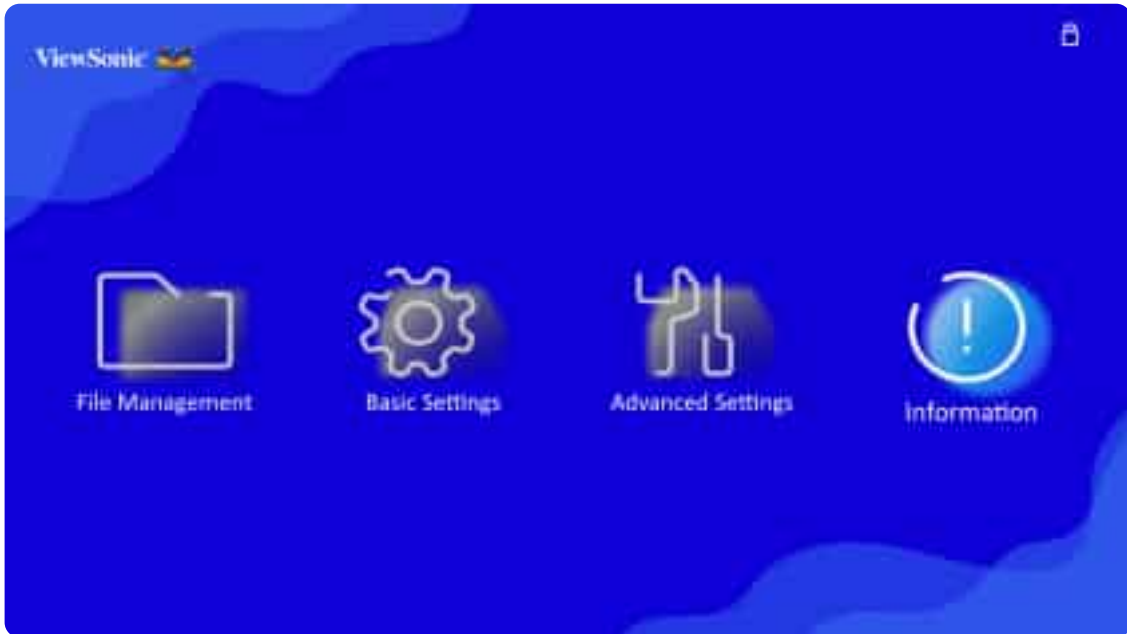 ViewSonic
File Management
Basic Settings
Advanced Settings
Information